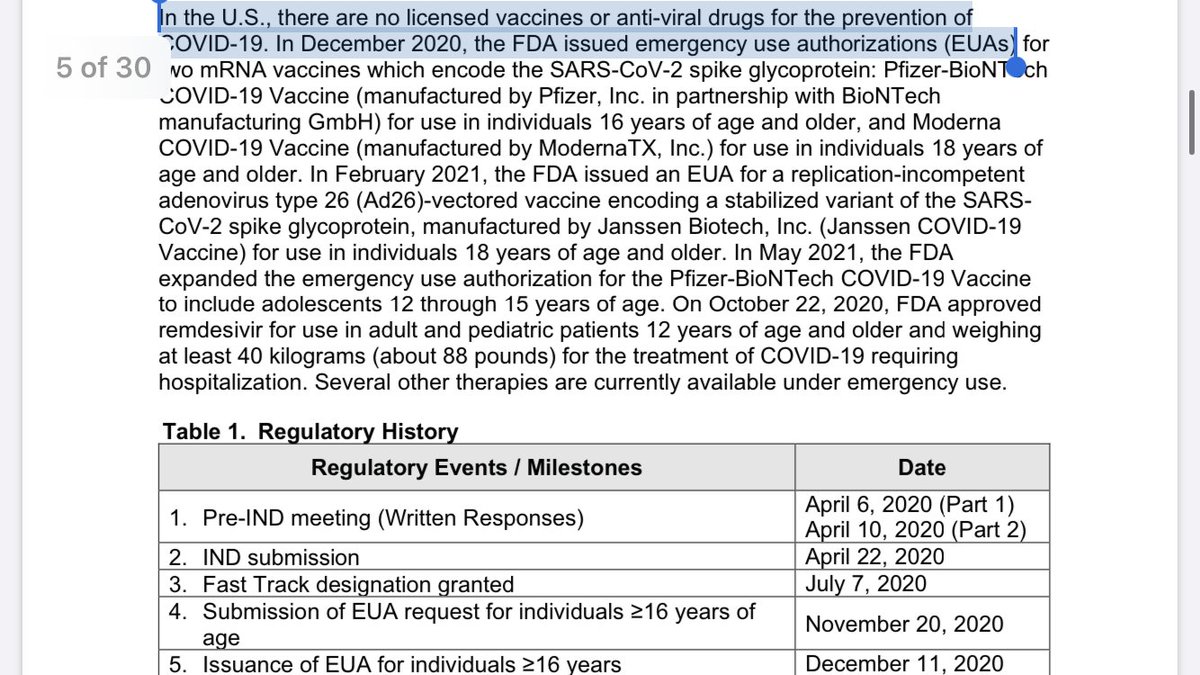 In the U.S., there are no licensed vaccines or anti-viral drugs for the prevention of
COVID-19. In December 2020, the FDA issued emergency use authorizations (EUAs) for
5 of 30
wo mRNA vaccines which encode the SARS-CoV-2 spike glycoprotein: Pfizer-BioNTech
COVID-19 Vaccine (manufactured by Pfizer, Inc. in partnership with BioNTech
manufacturing GmbH) for use in individuals 16 years of age and older, and Moderna
COVID-19 Vaccine (manufactured by ModernaTX, Inc.) for use in individuals 18 years of
age and older. In February 2021, the FDA issued an EUA for a replication-incompetent
adenovirus type 26 (Ad26)-vectored vaccine encoding a stabilized variant of the SARS-
CoV-2 spike glycoprotein, manufactured by Janssen Biotech, Inc. (Janssen COVID-19
Vaccine) for use in individuals 18 years of age and older. In May 2021, the FDA
expanded the emergency use authorization for the Pfizer-BioNTech COVID-19 Vaccine
to include adolescents 12 through 15 years of age. On October 22, 2020, FDA approved
remdesivir for use in adult and pediatric patients 12 years of age and older and weighing
at least 40 kilograms (about 88 pounds) for the treatment of COVID-19 requiring
hospitalization. Several other therapies are currently available under emergency use.
Table 1. Regulatory History
Regulatory Events / Milestones Date
1. Pre-IND meeting (Written Responses) April 6, 2020 (Part 1)
April 10, 2020 (Part 2)
2. IND submission April 22, 2020
3. Fast Track designation granted July 7, 2020
4. Submission of EUA request for individuals ≥16 years of
age November 20, 2020
5. Issuance of EUA for individuals ≥16 years December 11, 2020